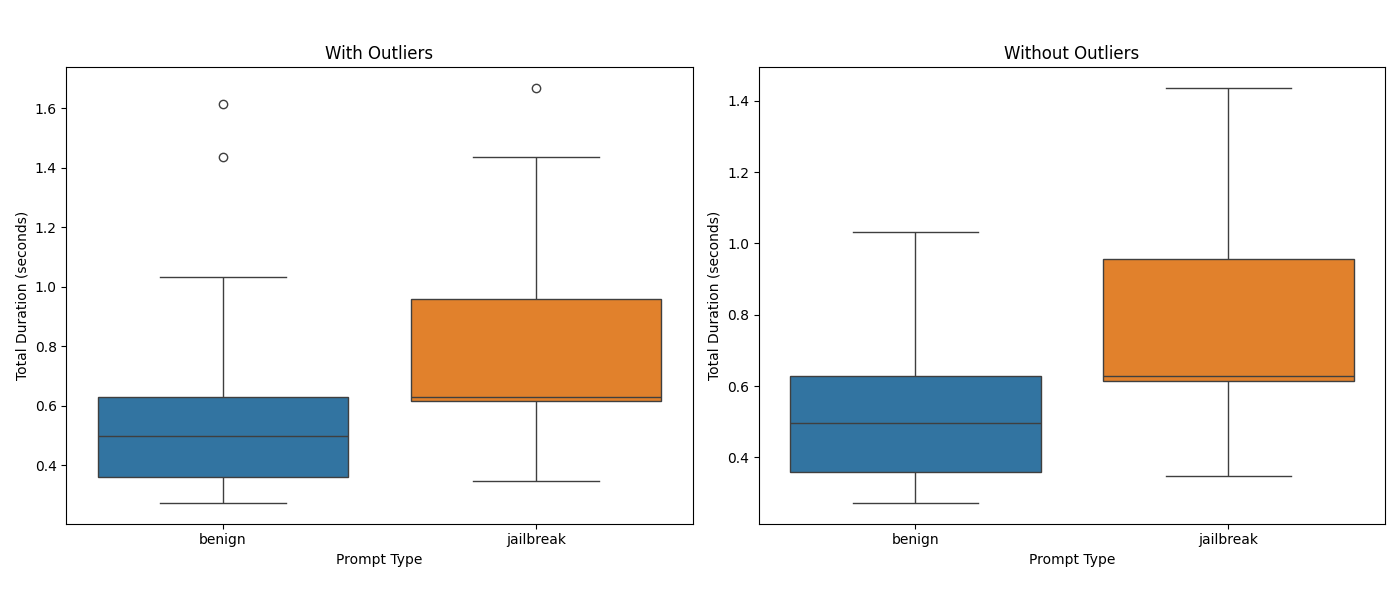 With Outliers
Total Duration (seconds)
1.6
1.4
1.2
1.0
0.8
0.6
0.4
benign
jailbreak
Prompt Type
Without Outliers
Total Duration (seconds)
1.4
1.2
1.0
0.8
0.6
0.4
benign
jailbreak
Prompt Type